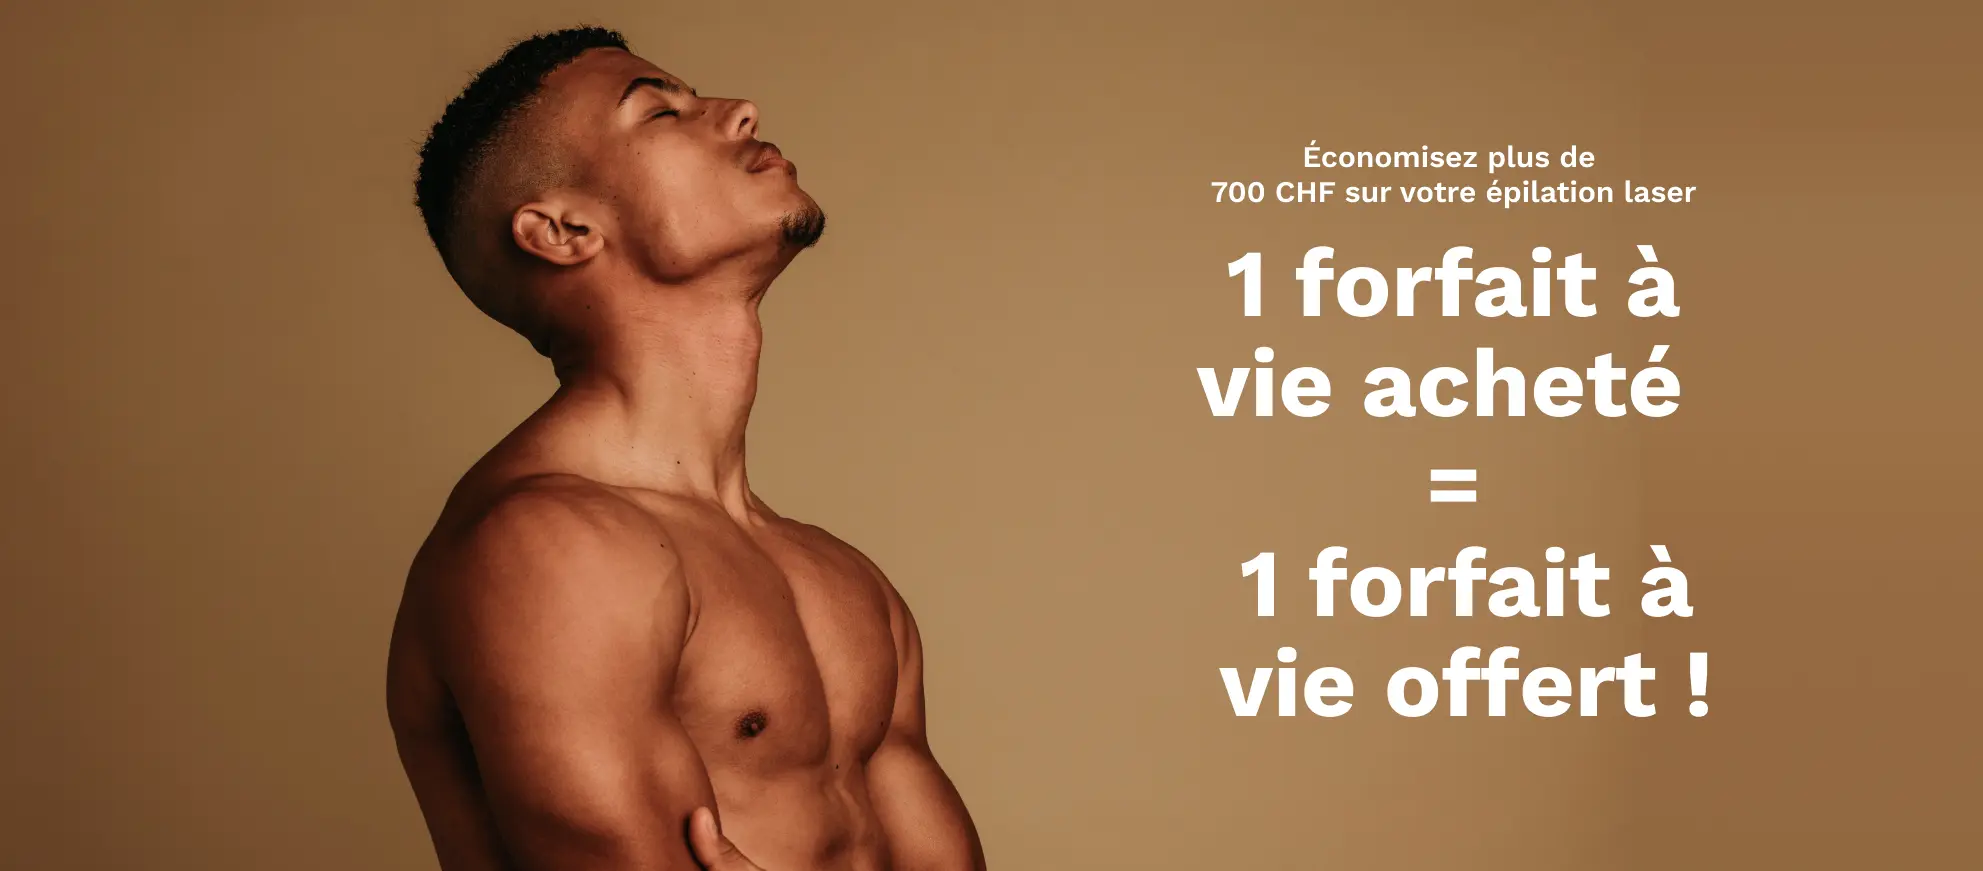 Économisez plus de
700 CHF sur votre épilation laser
1 forfait à
vie acheté
=
1 forfait à
vie offert !